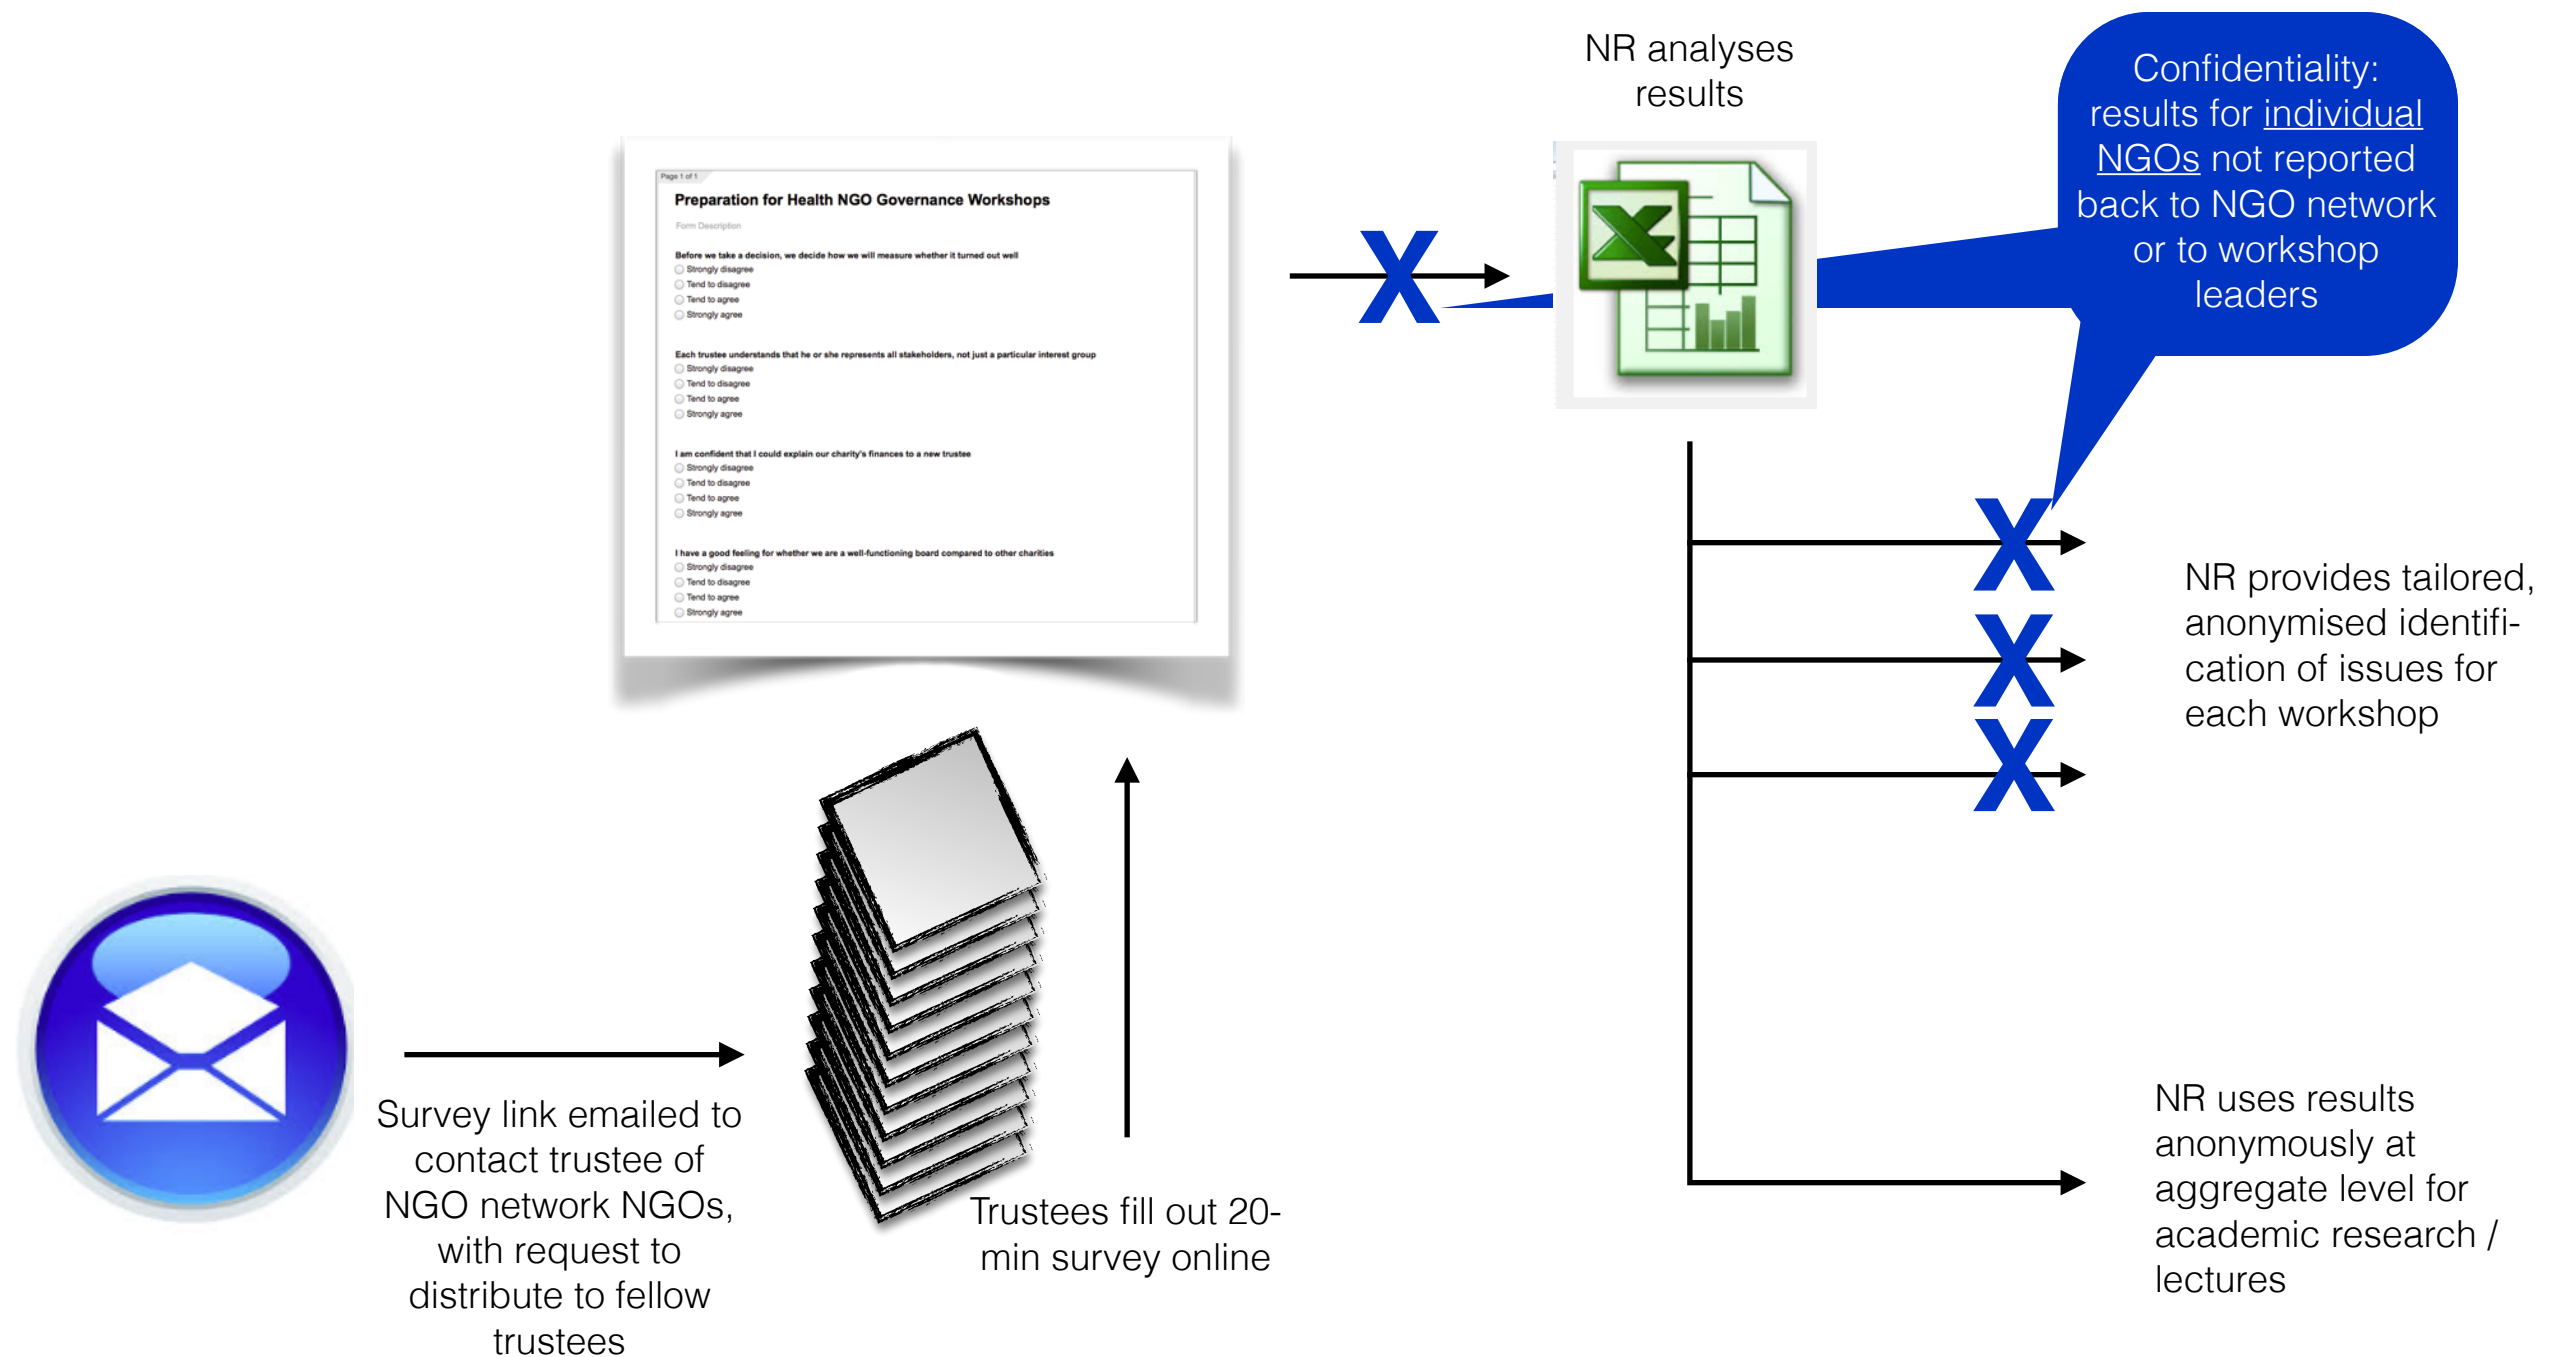 NR analyses
results
Confidentiality:
results for individual
NGOs not reported
back to NGO network
or to workshop
leaders
Page 1 of 1
Preparation for Health NGO Governance Workshops
Form Description
Before we take a decision, we decide how we will measure whether it turned out well
Strongly disagree
Tend to disagree
Tend to agree
Strongly agree
Each trustee understands that he or she represents all stakeholders, not just a particular interest group
Strongly disagree
Tend to disagree
Tend to agree
Strongly agree
I am confident that I could explain our charity's finances to a new trustee
Strongly disagree
Tend to disagree
Tend to agree
Strongly agree
I have a good feeling for whether we are a well-functioning board compared to other charities
Strongly disagree
Tend to disagree
Tend to agree
Strongly agree
X
X
X
X
NR provides tailored,
anonymised identifi-
cation of issues for
each workshop
Survey link emailed to
contact trustee of
NGO network NGOs,
with request to
distribute to fellow
trustees
Trustees fill out 20-
min survey online
NR uses results
anonymously at
aggregate level for
academic research /
lectures